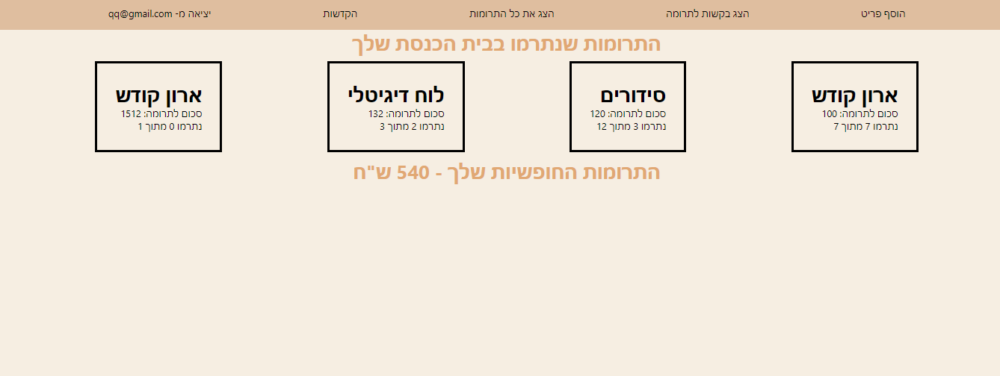 הוסף פריט
הצג בקשות לתרומה
הצג את כל התרומות
הקדשות
יציאה מ- qq@gmail.com
התרומות שנתרמו בבית הכנסת שלך
ארון קודש
סכום לתרומה: 100
נתרמו 7 מתוך 7
סידורים
סכום לתרומה: 120
נתרמו 3 מתוך 12
לוח דיגיטלי
סכום לתרומה: 132
נתרמו 2 מתוך 3
ארון קודש
סכום לתרומה: 1512
נתרמו 0 מתוך 1
התרומות החופשיות שלך - 540 ש"ח